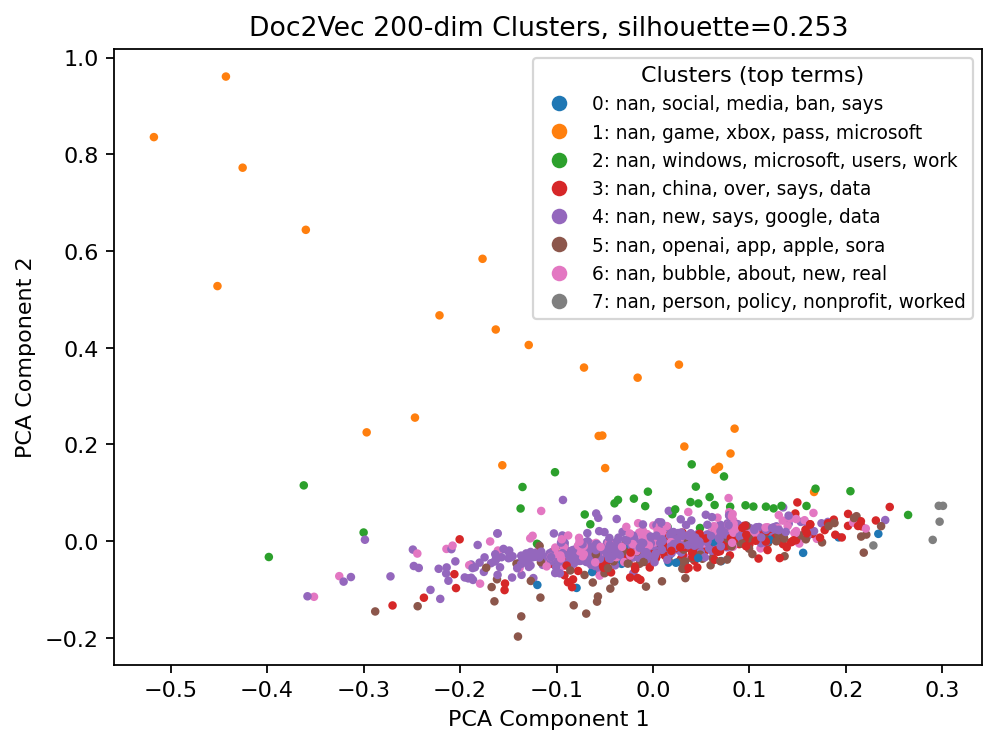 Doc2Vec 200-dim Clusters, silhouette=0.253
Clusters (top terms)
0: nan, social, media, ban, says
1: nan, game, xbox, pass, microsoft
2: nan, windows, microsoft, users, work
3: nan, china, over, says, data
4: nan, new, says, google, data
5: nan, openai, app, apple, sora
6: nan, bubble, about, new, real
7: nan, person, policy, nonprofit, worked
PCA Component 2
1.0
0.8
0.6
0.4
0.2
0.0
−0.2
−0.5 −0.4 −0.3 −0.2 −0.1 0.0 0.1 0.2 0.3
PCA Component 1